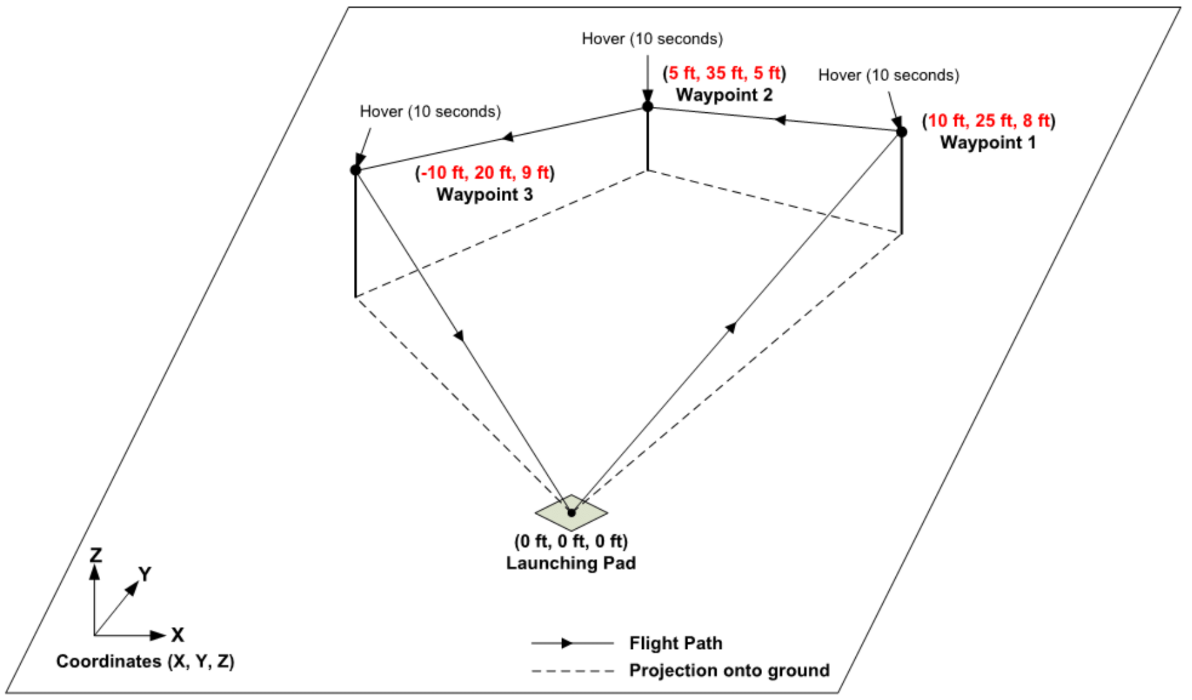 Hover (10 seconds)
(5 ft, 35 ft, 5 ft)
Waypoint 2
Hover (10 seconds)
(10 ft, 25 ft, 8 ft)
Waypoint 1
Hover (10 seconds)
(-10 ft, 20 ft, 9 ft)
Waypoint 3
(0 ft, 0 ft, 0 ft)
Launching Pad
Z
Y
X
Coordinates (X, Y, Z)
Flight Path
Projection onto ground